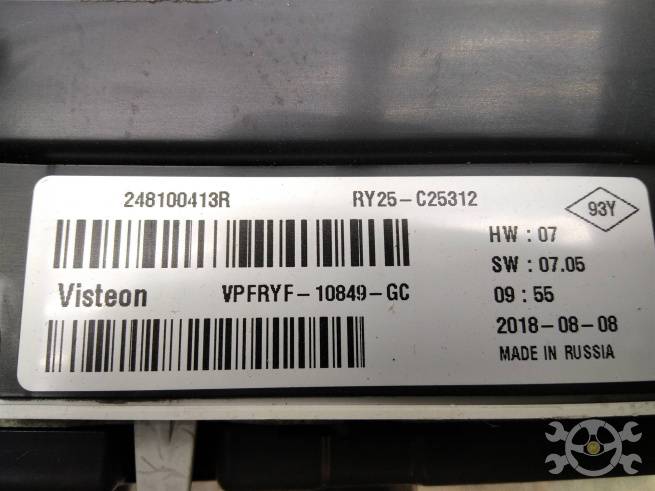 248100413R RY25-C25312 93Y
HW : 07
SW : 07.05
Visteon VPFRYF-10849-GC 09 : 55
2018-08-08
MADE IN RUSSIA